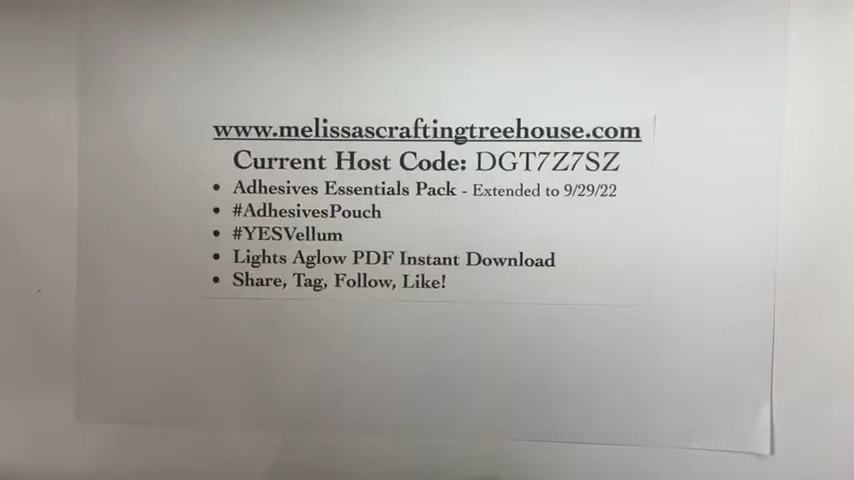 www.melissascraftingtreehouse.com
Current Host Code: DGT7Z7SZ
• Adhesives Essentials Pack - Extended to 9/29/22
• #AdhesivesPouch
• #YESVellum
• Lights Aglow PDF Instant Download
• Share, Tag, Follow, Like!